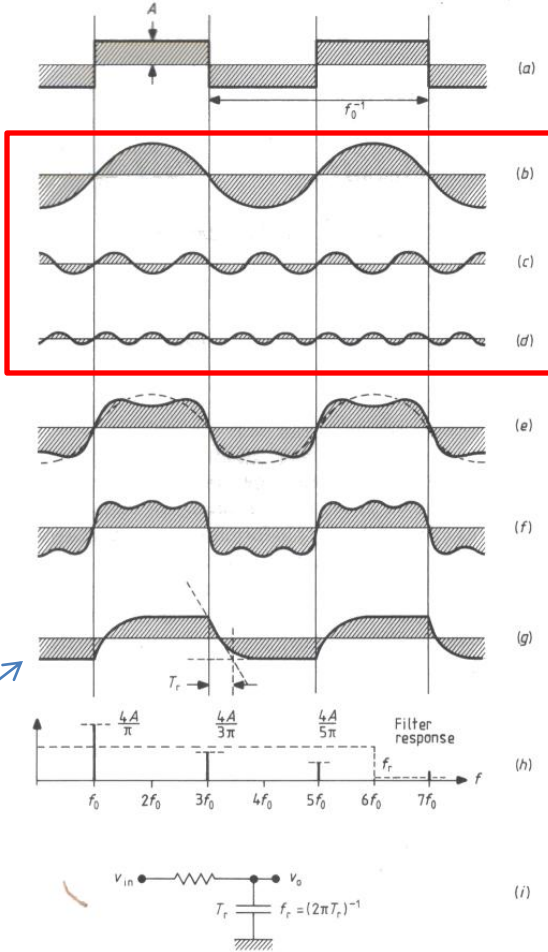 A
(a)
f₀⁻¹
(b)
(c)
(d)
(e)
(f)
(g)
Tᵣ
4A/π 4A/3π 4A/5π Filter
response
fᵣ
(h)
f
f₀ 2f₀ 3f₀ 4f₀ 5f₀ 6f₀ 7f₀
vᵢₙ vₒ
(i)
Tᵣ fᵣ = (2πTᵣ)⁻¹